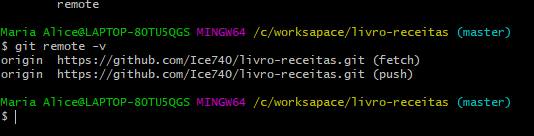 remote
Maria Alice@LAPTOP-8OTU5QGS MINGW64 /c/worksapace/livro-receitas (master)
$ git remote -v
origin  https://github.com/Ice740/livro-receitas.git (fetch)
origin  https://github.com/Ice740/livro-receitas.git (push)
Maria Alice@LAPTOP-8OTU5QGS MINGW64 /c/worksapace/livro-receitas (master)
$